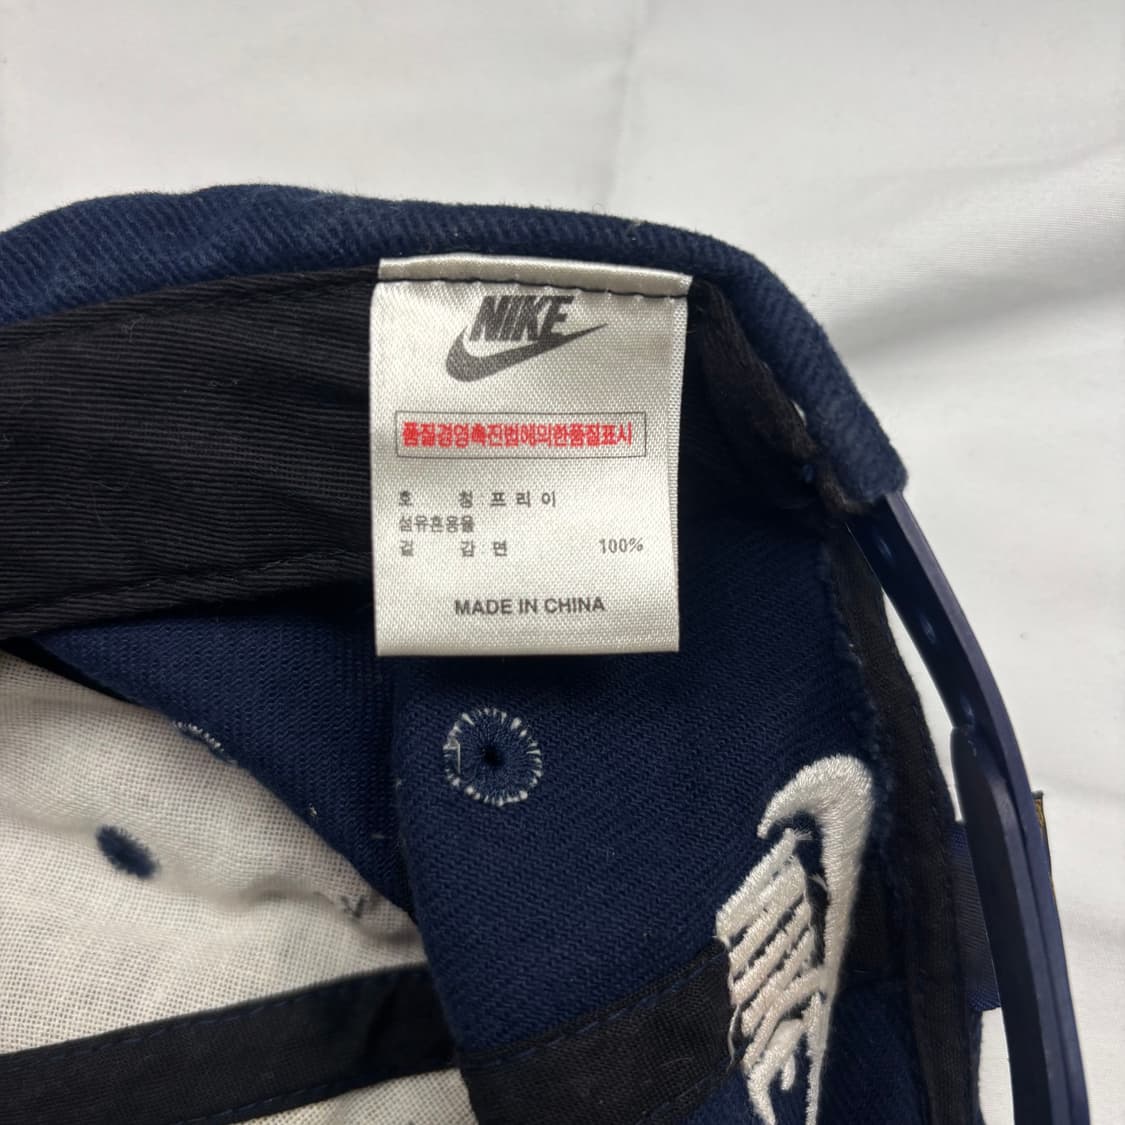 NIKE
품질경영촉진법에의한품질표시
호 칭 프 리 이
섬유혼용율
겉 감 면 100%
MADE IN CHINA